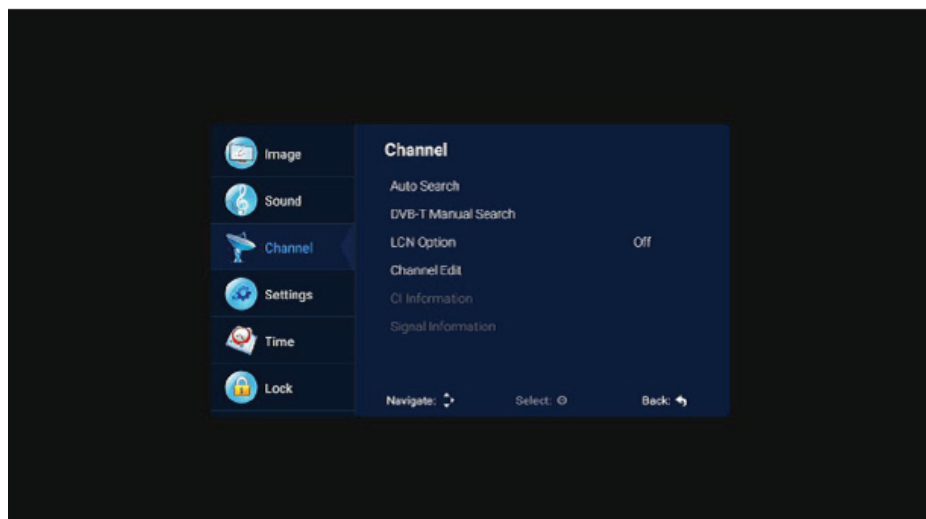 Image
Sound
Channel
Settings
Time
Lock
Channel
Auto Search
DVB-T Manual Search
LCN Option Off
Channel Edit
CI Information
Signal Information
Navigate: Select: Back: